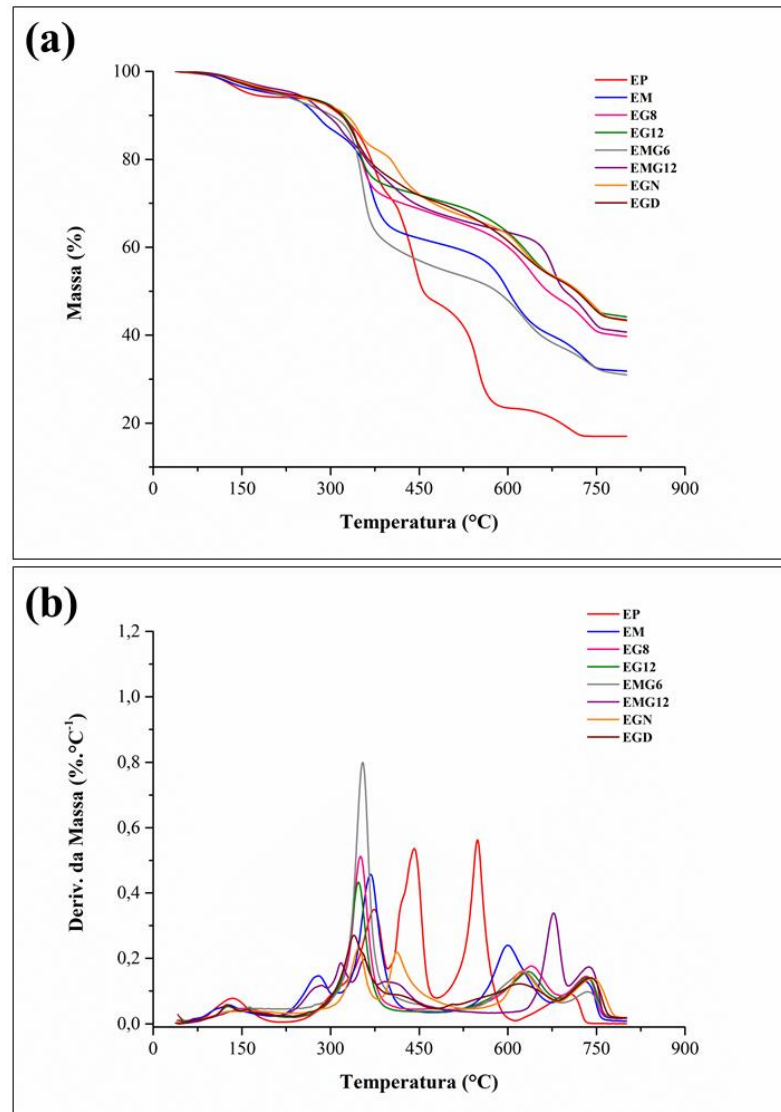 (a)
100
80
60
40
20
Massa (%)
0 150 300 450 600 750 900
Temperatura (°C)
EP
EM
EG8
EG12
EMG6
EMG12
EGN
EGD
(b)
1,2
1,0
0,8
0,6
0,4
0,2
0,0
Deriv. da Massa (%.°C⁻¹)
0 150 300 450 600 750 900
Temperatura (°C)
EP
EM
EG8
EG12
EMG6
EMG12
EGN
EGD